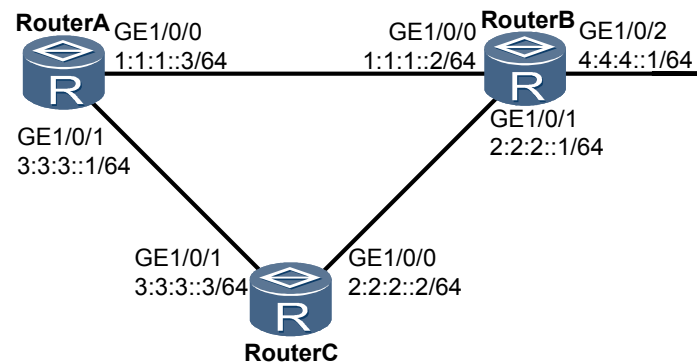 RouterA
GE1/0/0
1:1:1::3/64
GE1/0/0
1:1:1::2/64
RouterB
GE1/0/2
4:4:4::1/64
R
R
GE1/0/1
3:3:3::1/64
GE1/0/1
2:2:2::1/64
GE1/0/1
3:3:3::3/64
GE1/0/0
2:2:2::2/64
R
RouterC